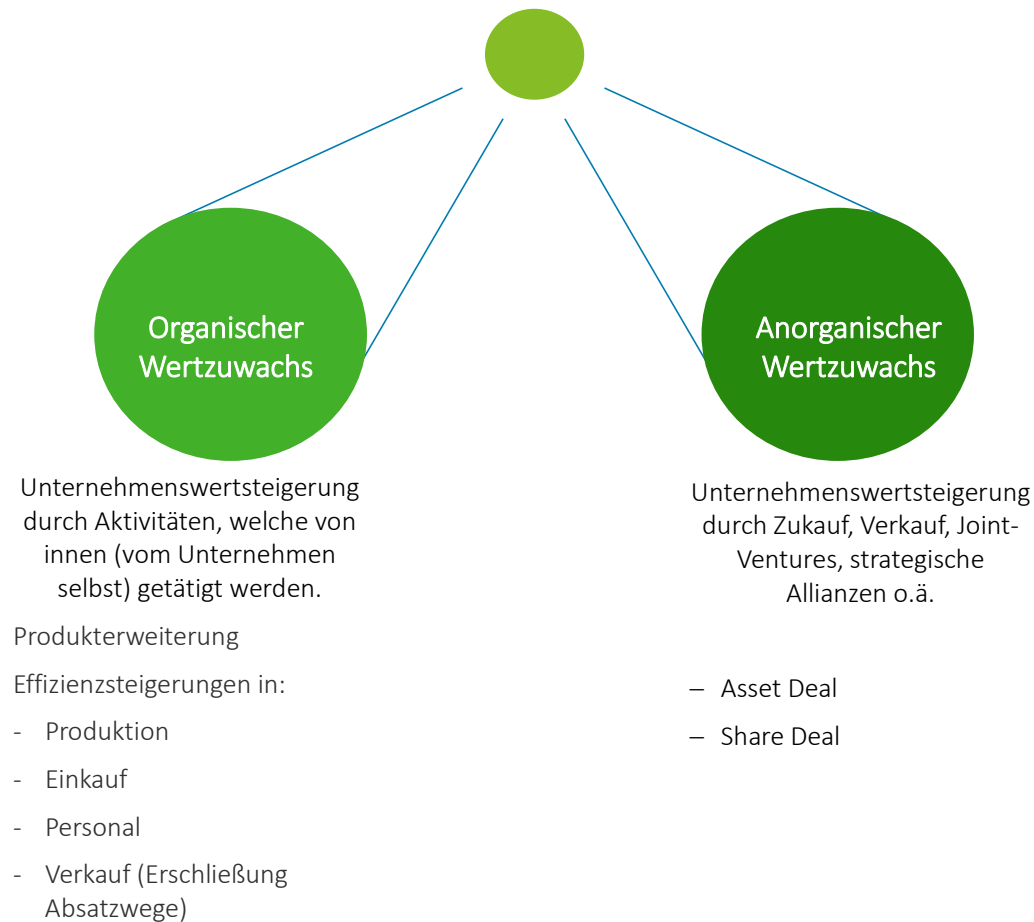 Organischer
Wertzuwachs
Unternehmenswertsteigerung
durch Aktivitäten, welche von
innen (vom Unternehmen
selbst) getätigt werden.
Produkterweiterung
Effizienzsteigerungen in:
- Produktion
- Einkauf
- Personal
- Verkauf (Erschließung
Absatzwege)
Anorganischer
Wertzuwachs
Unternehmenswertsteigerung
durch Zukauf, Verkauf, Joint-
Ventures, strategische
Allianzen o.ä.
– Asset Deal
– Share Deal